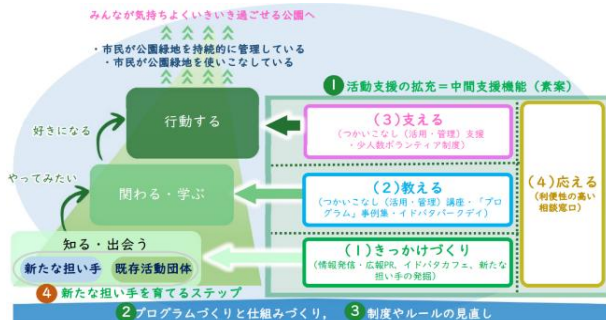 みんなが気持ちよくいきいき過ごせる公園へ
・市民が公園緑地を持続的に管理している
・市民が公園緑地を使いこなしている
1 活動支援の拡充=中間支援機能(素案)
行動する
好きになる
(3)支える
(つかいこなし(活用・管理)支援
・少人数ボランティア制度)
やってみたい
関わる・学ぶ
(2)教える
(つかいこなし(活用・管理)講座・「プロ
グラム」事例集・イドバタパークデイ)
(4)応える
(利便性の高い
相談窓口)
知る・出会う
新たな担い手
既存活動団体
(1)きっかけづくり
(情報発信・広報PR、イドバタカフェ、新たな
担い手の発掘)
4 新たな担い手を育てるステップ
2 プログラムづくりと仕組みづくり, 3 制度やルールの見直し